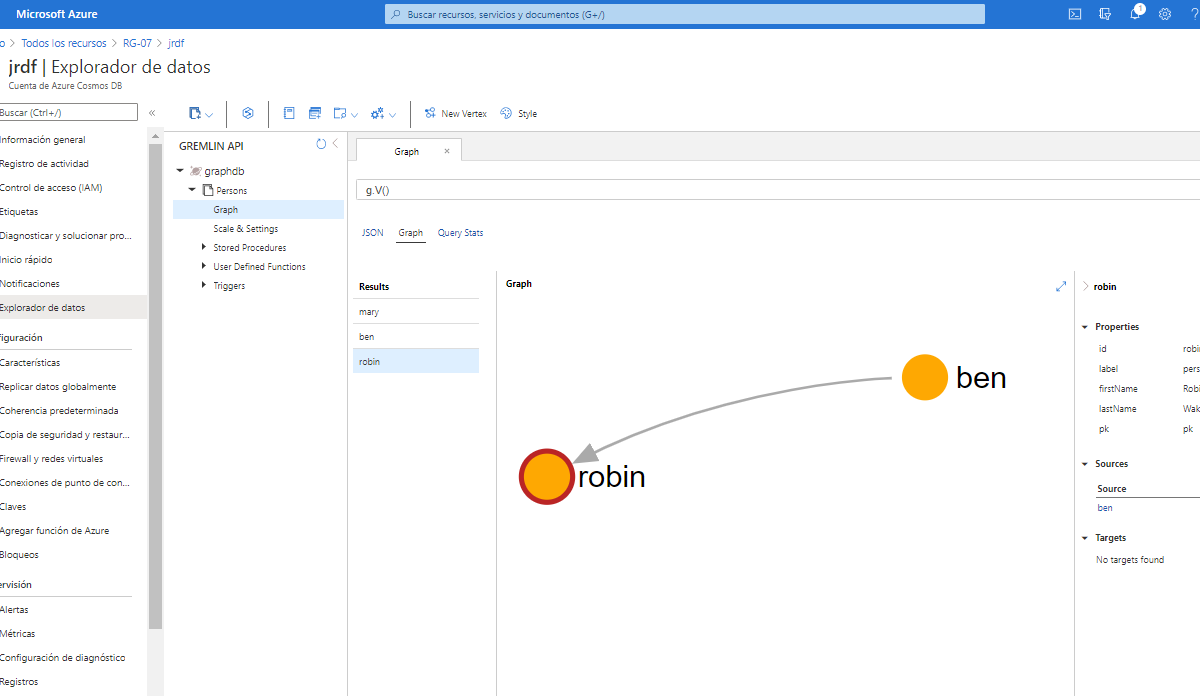 Microsoft Azure
Buscar recursos, servicios y documentos (G+/)
1
?
o > Todos los recursos > RG-07 > jrdf
jrdf | Explorador de datos
Cuenta de Azure Cosmos DB
Buscar (Ctrl+/)
«
Información general
Registro de actividad
Control de acceso (IAM)
Etiquetas
Diagnosticar y solucionar pro...
Inicio rápido
Notificaciones
Explorador de datos
figuración
Características
Replicar datos globalmente
Coherencia predeterminada
Copia de seguridad y restaur...
Firewall y redes virtuales
Conexiones de punto de con...
Claves
Agregar función de Azure
Bloqueos
ervisión
Alertas
Métricas
Configuración de diagnóstico
Registros
New Vertex
Style
GREMLIN API
graphdb
Persons
Graph
Scale & Settings
Stored Procedures
User Defined Functions
Triggers
Graph
g.V()
JSON Graph Query Stats
Results
mary
ben
robin
Graph
ben
robin
robin
Properties
id robi
label pers
firstName Robi
lastName Wak
pk pk
Sources
Source
ben
Targets
No targets found